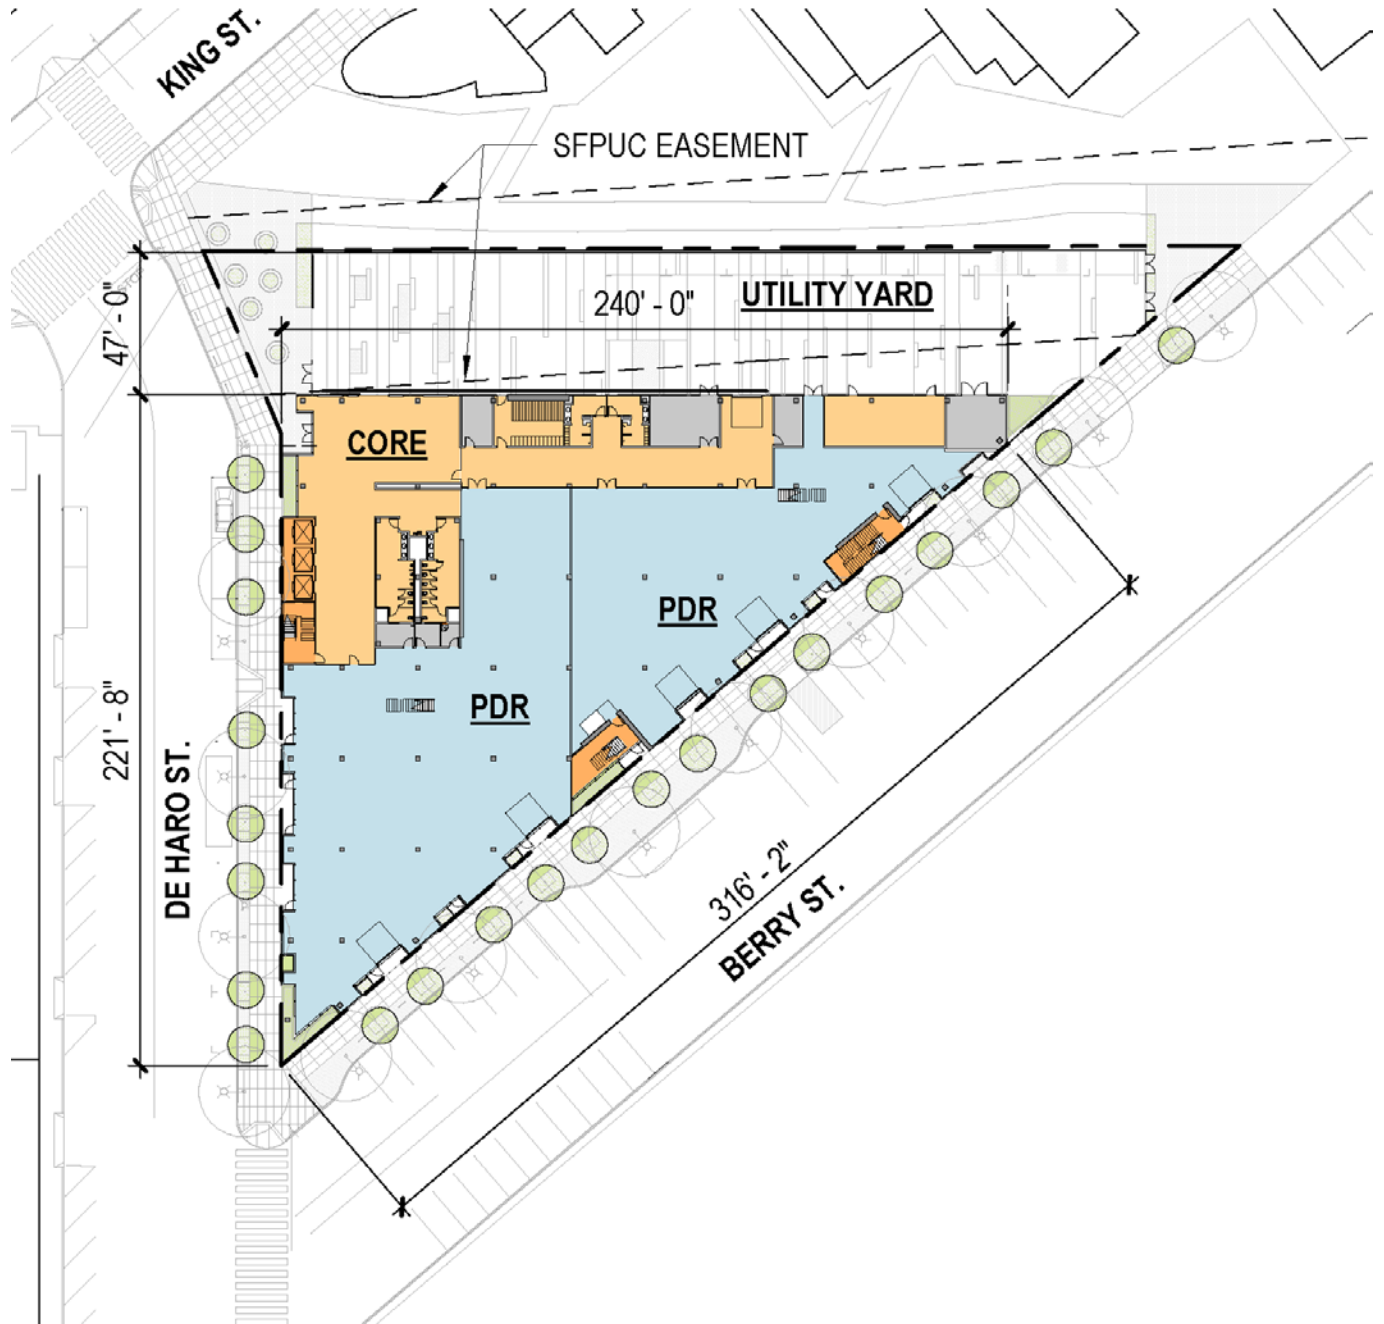 KING ST.
SFPUC EASEMENT
47' - 0"
240' - 0"
UTILITY YARD
CORE
PDR
PDR
221' - 8"
DE HARO ST.
316' - 2"
BERRY ST.